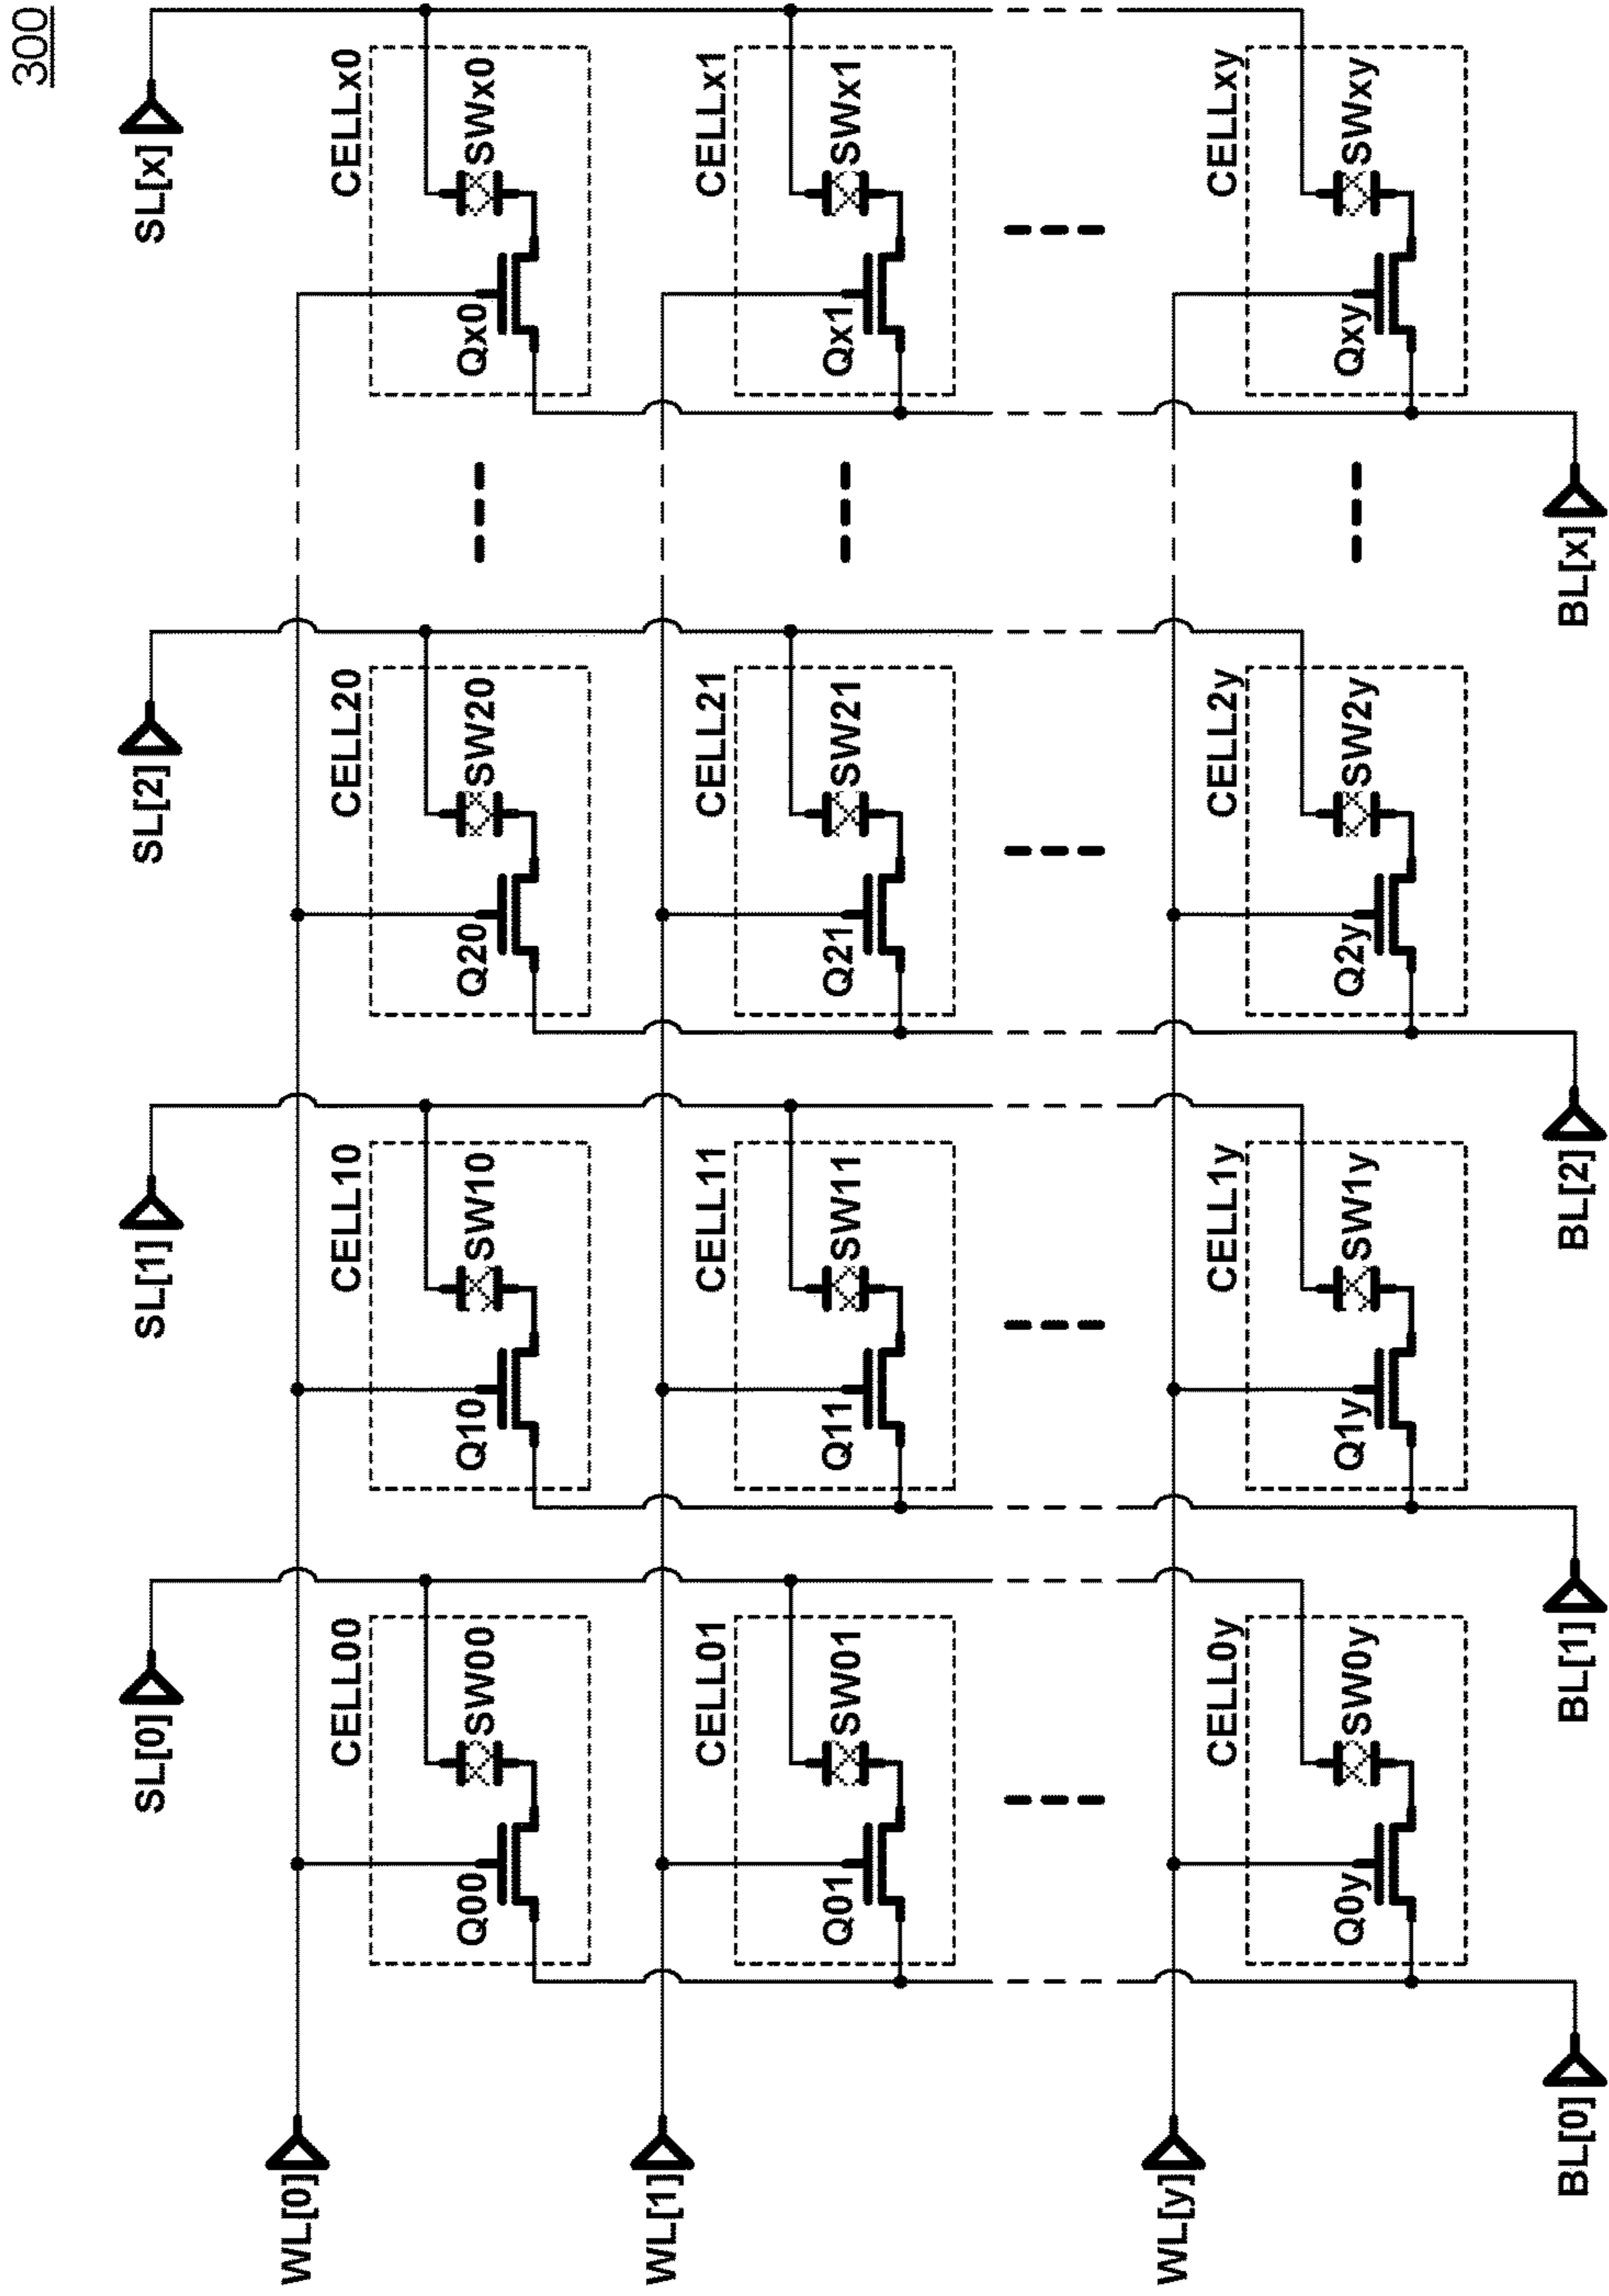 300
SL[0]
SL[1]
SL[2]
SL[x]
WL[0]
CELL00
CELL10
CELL20
CELLx0
Q00
SW00
Q10
SW10
Q20
SW20
Qx0
SWx0
WL[1]
CELL01
CELL11
CELL21
CELLx1
Q01
SW01
Q11
SW11
Q21
SW21
Qx1
SWx1
WL[y]
CELL0y
CELL1y
CELL2y
CELLxy
Q0y
SW0y
Q1y
SW1y
Q2y
SW2y
Qxy
SWxy
BL[0]
BL[1]
BL[2]
BL[x]